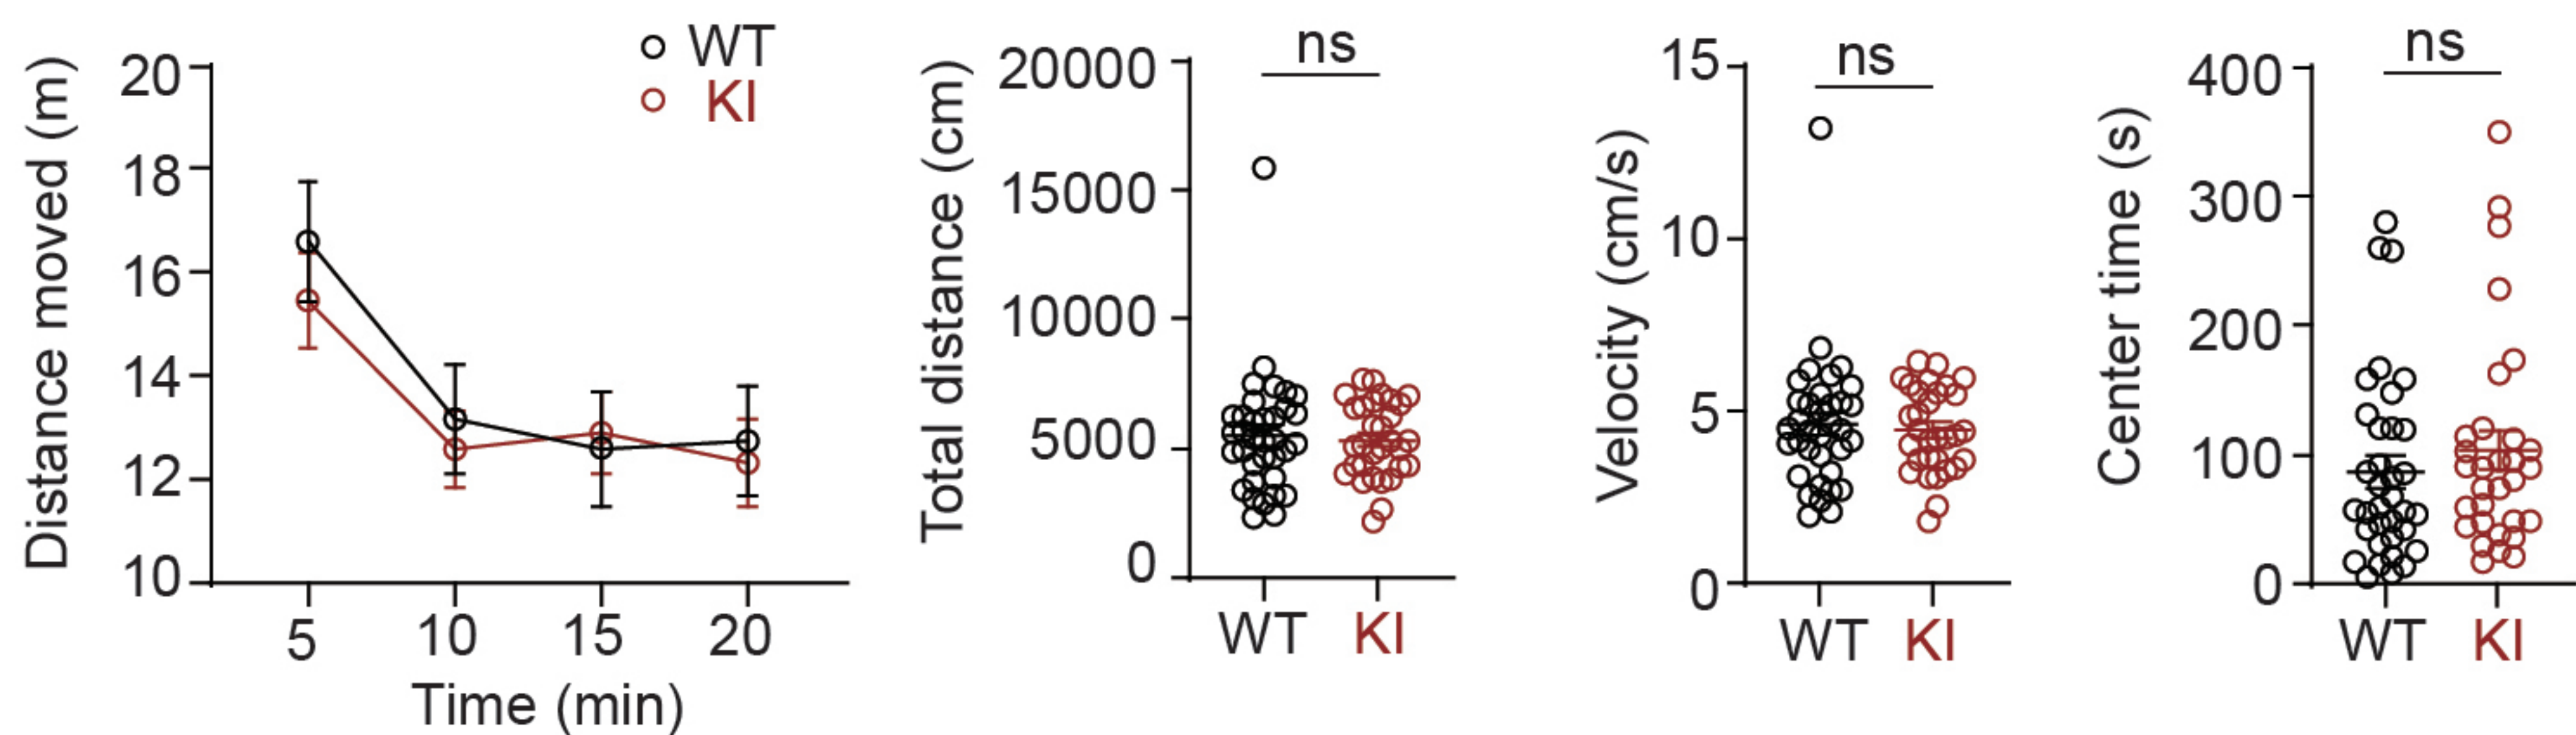 Distance moved (m)
20
18
16
14
12
10
5 10 15 20
Time (min)
WT
KI
Total distance (cm)
20000
15000
10000
5000
0
ns
WT KI
Velocity (cm/s)
15
10
5
0
ns
WT KI
Center time (s)
400
300
200
100
0
ns
WT KI